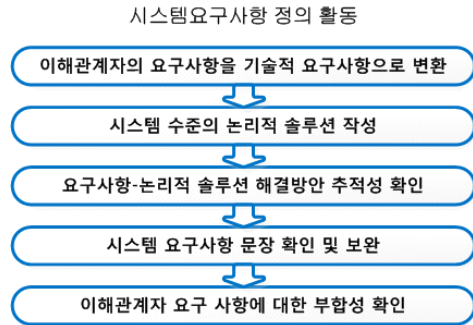 시스템요구사항 정의 활동
이해관계자의 요구사항을 기술적 요구사항으로 변환
시스템 수준의 논리적 솔루션 작성
요구사항-논리적 솔루션 해결방안 추적성 확인
시스템 요구사항 문장 확인 및 보완
이해관계자 요구 사항에 대한 부합성 확인